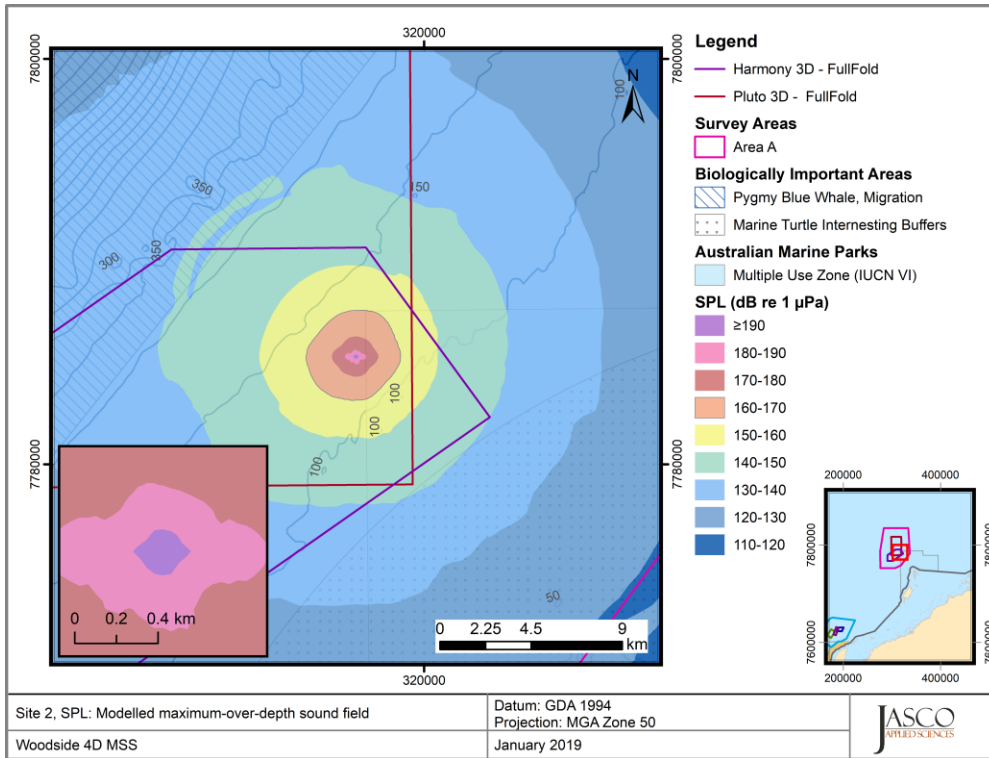 320000
7800000
7800000
7780000
7780000
320000
N
100
350
150
350
300
100
100
100
50
0 0.2 0.4 km
0 2.25 4.5 9
km
Legend
Harmony 3D - FullFold
Pluto 3D - FullFold
Survey Areas
Area A
Biologically Important Areas
Pygmy Blue Whale, Migration
Marine Turtle Internesting Buffers
Australian Marine Parks
Multiple Use Zone (IUCN VI)
SPL (dB re 1 µPa)
≥190
180-190
170-180
160-170
150-160
140-150
130-140
120-130
110-120
200000 400000
7800000
7800000
7600000
7600000
200000 400000
Site 2, SPL: Modelled maximum-over-depth sound field
Datum: GDA 1994
Projection: MGA Zone 50
Woodside 4D MSS
January 2019
JASCO
APPLIED SCIENCES